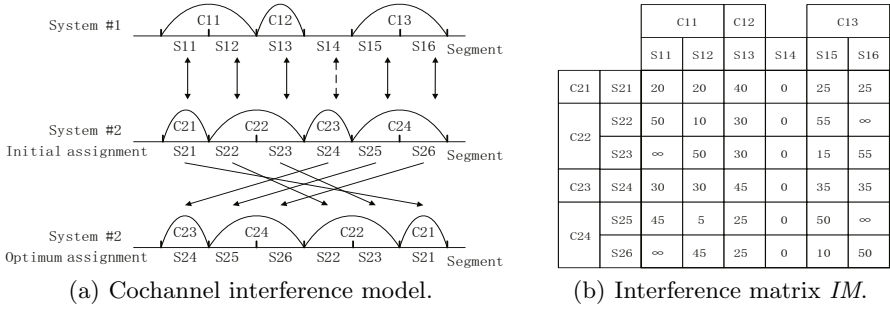 C11 C12 C13
System #1
S11 S12 S13 S14 S15 S16 Segment
C21 C22 C23 C24
System #2
Initial assignment
S21 S22 S23 S24 S25 S26 Segment
C23 C24 C22 C21
System #2
Optimum assignment
S24 S25 S26 S22 S23 S21 Segment
(a) Cochannel interference model.
C11 C12 C13
S11 S12 S13 S14 S15 S16
C21 S21 20 20 40 0 25 25
C22 S22 50 10 30 0 55 ∞
S23 ∞ 50 30 0 15 55
C23 S24 30 30 45 0 35 35
C24 S25 45 5 25 0 50 ∞
S26 ∞ 45 25 0 10 50
(b) Interference matrix IM.